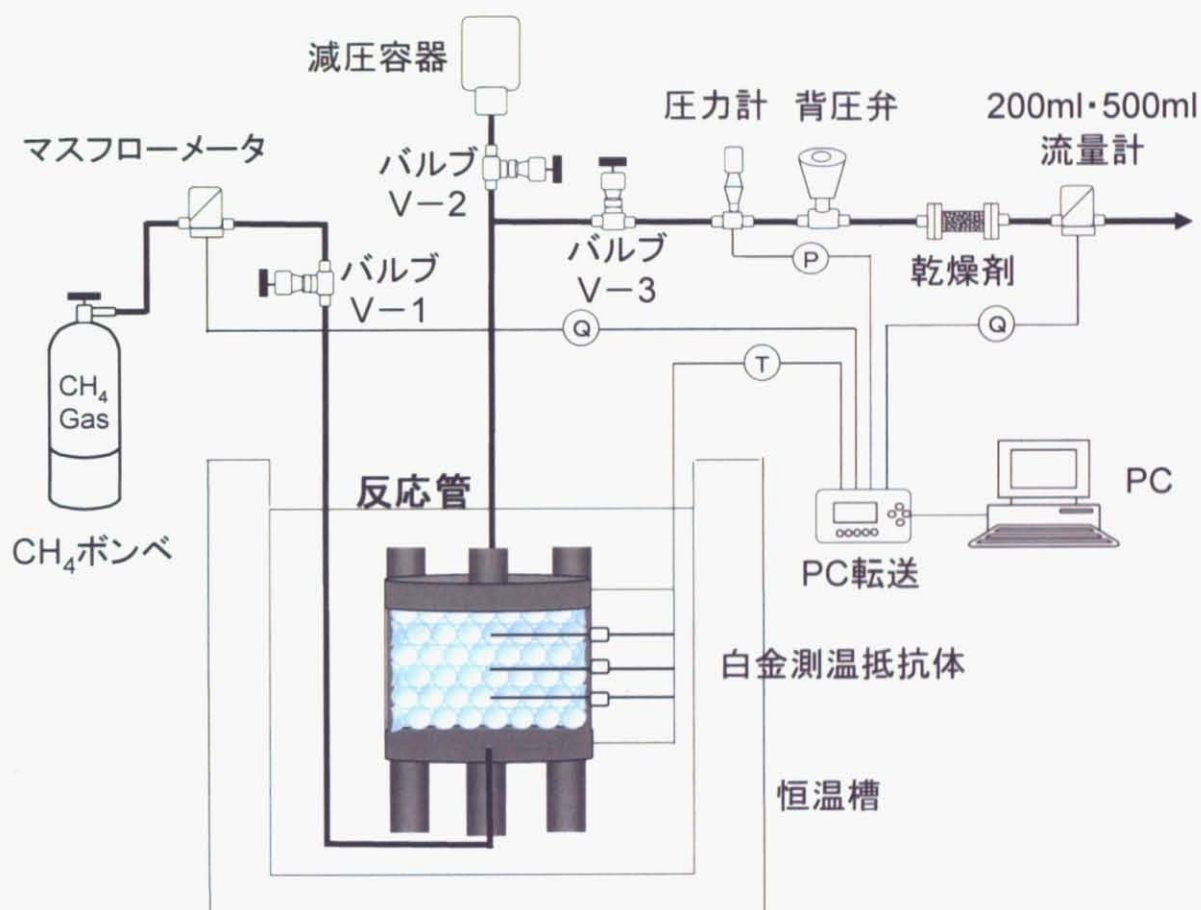 減圧容器
圧力計
背圧弁
200ml・500ml
流量計
マスフローメータ
バルブ
V－2
バルブ
V－3
バルブ
V－1
乾燥剤
P
Q
Q
T
CH₄
Gas
CH₄ボンベ
反応管
PC
PC転送
白金測温抵抗体
恒温槽